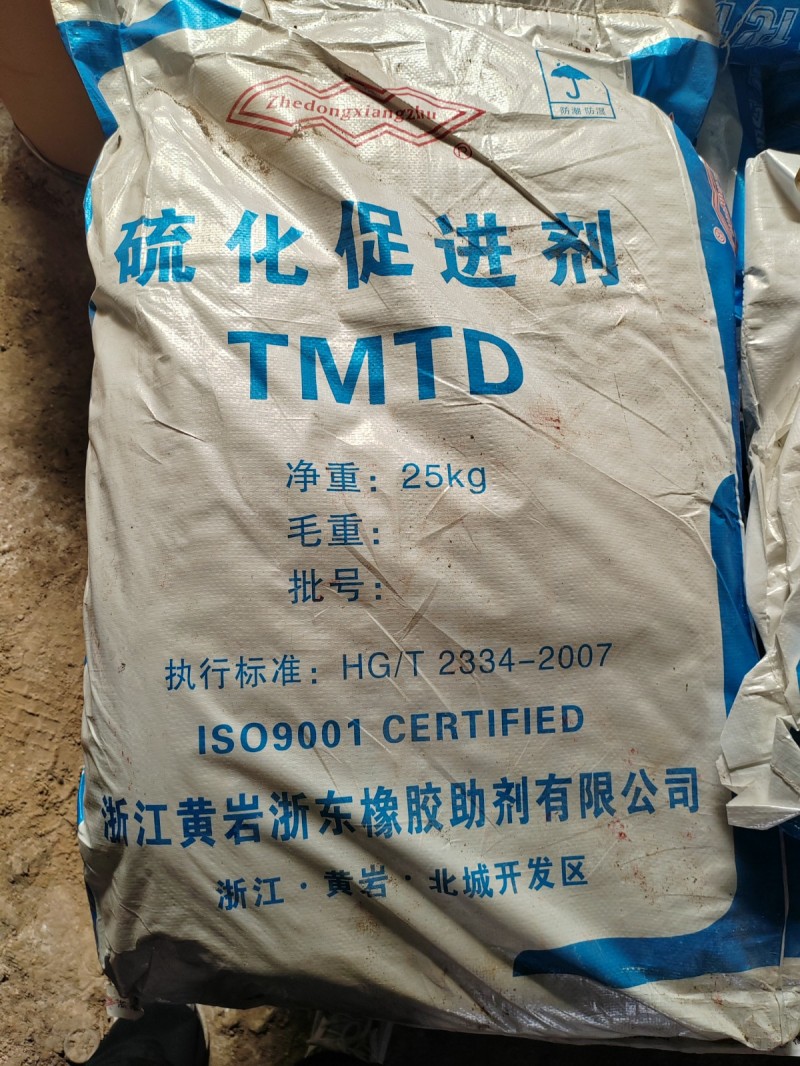 Zhedongxiangzhu
®
防潮 防湿
硫化促进剂
TMTD
净重：25kg
毛重：
批号：
执行标准：HG/T 2334-2007
ISO9001 CERTIFIED
浙江黄岩浙东橡胶助剂有限公司
浙江·黄岩·北城开发区